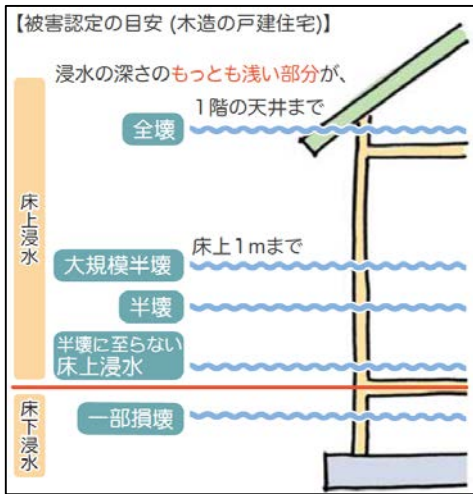 【被害認定の目安 (木造の戸建住宅)】
浸水の深さのもっとも浅い部分が、
1階の天井まで
全壊
床上浸水
床上1mまで
大規模半壊
半壊
半壊に至らない
床上浸水
一部損壊
床下浸水